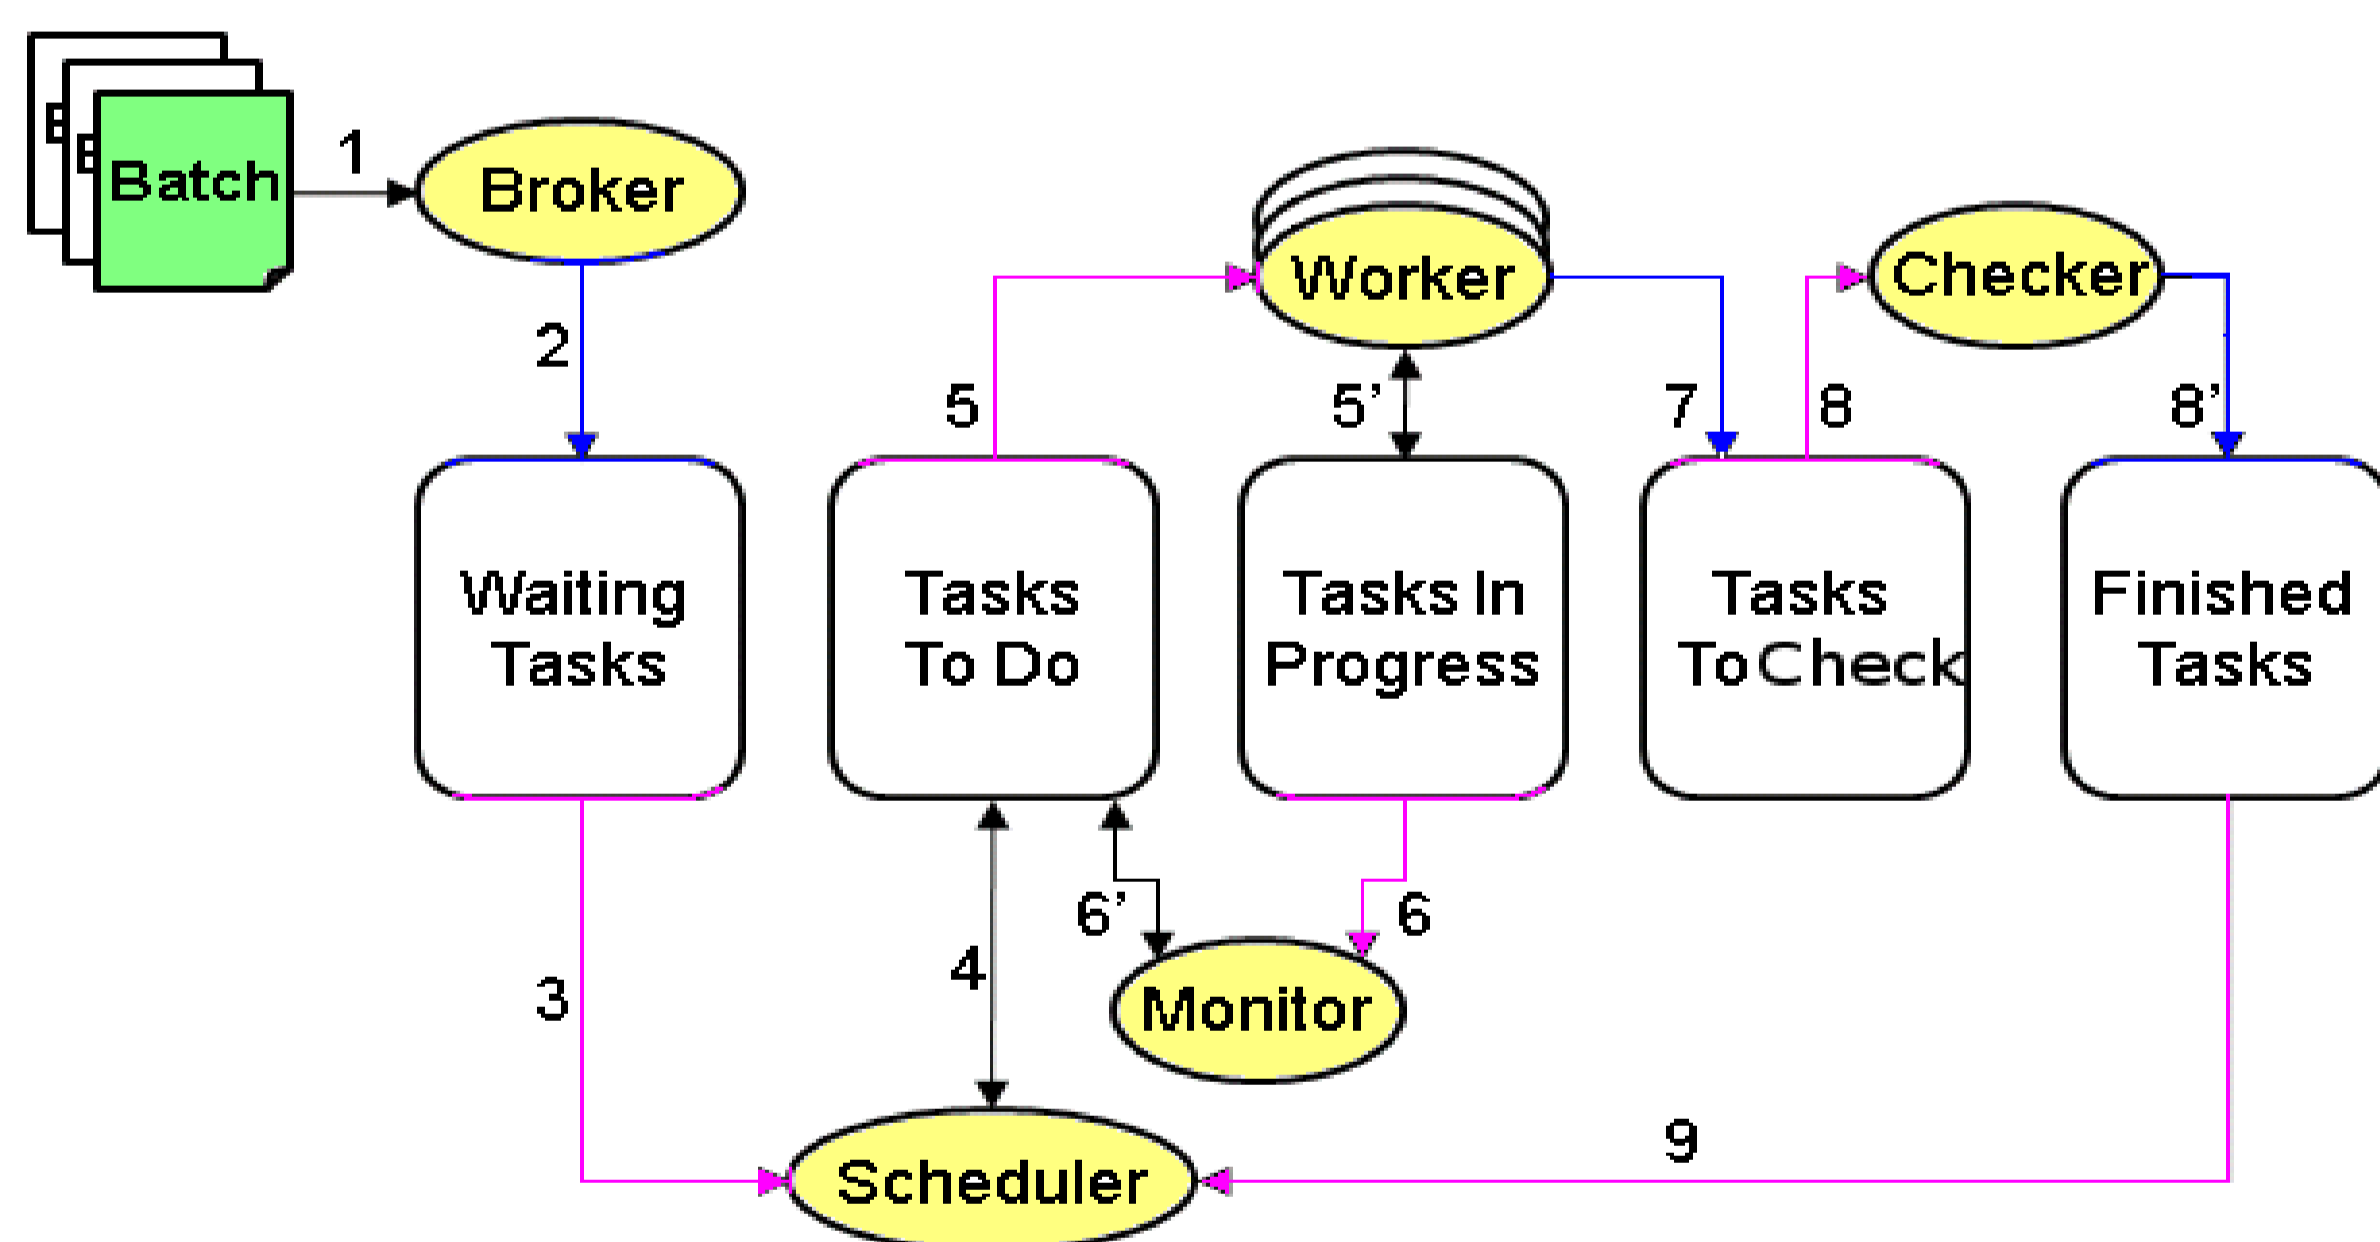 Batch
1
Broker
2
Worker
Checker
5
5’
7
8
8’
Waiting
Tasks
Tasks
To Do
Tasks In
Progress
Tasks
To Check
Finished
Tasks
3
4
6’
6
Monitor
9
Scheduler